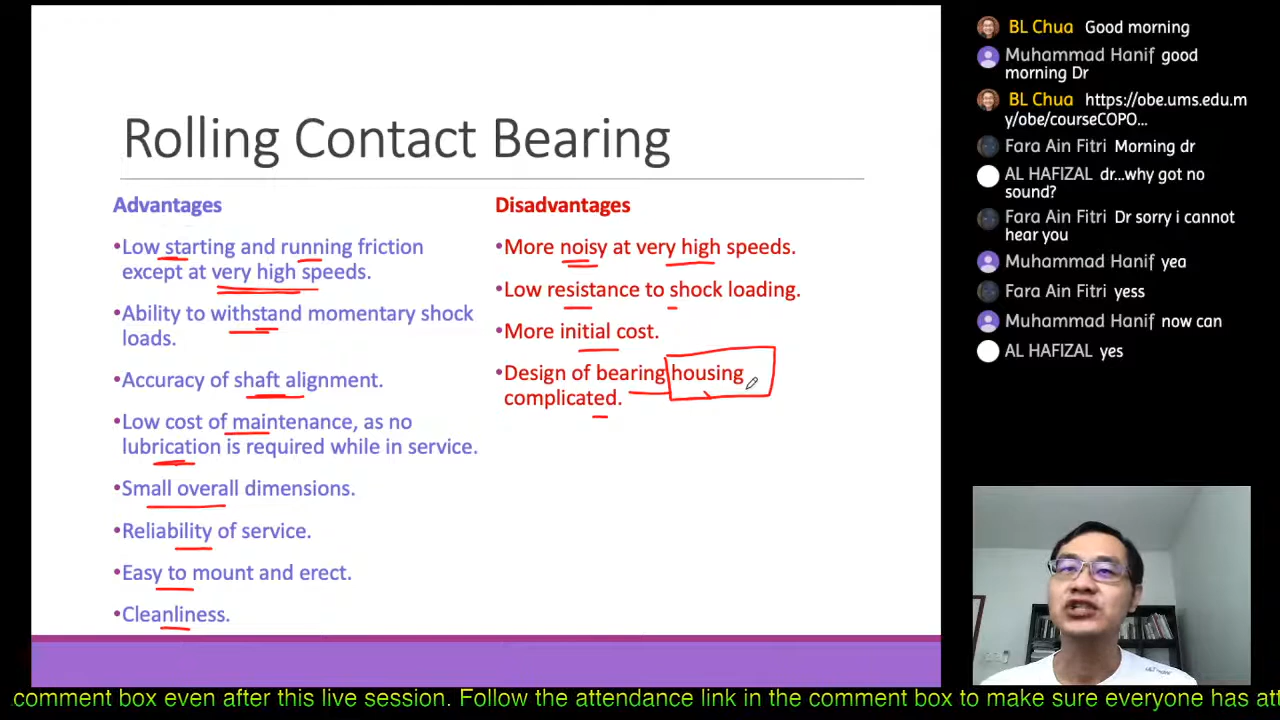 Rolling Contact Bearing
Advantages
•Low starting and running friction
except at very high speeds.
•Ability to withstand momentary shock
loads.
•Accuracy of shaft alignment.
•Low cost of maintenance, as no
lubrication is required while in service.
•Small overall dimensions.
•Reliability of service.
•Easy to mount and erect.
•Cleanliness.
Disadvantages
•More noisy at very high speeds.
•Low resistance to shock loading.
•More initial cost.
•Design of bearing housing
complicated.
BL Chua Good morning
Muhammad Hanif good
morning Dr
BL Chua https://obe.ums.edu.m
y/obe/courseCOPO...
Fara Ain Fitri Morning dr
AL HAFIZAL dr...why got no
sound?
Fara Ain Fitri Dr sorry i cannot
hear you
Muhammad Hanif yea
Fara Ain Fitri yess
Muhammad Hanif now can
AL HAFIZAL yes
comment box even after this live session. Follow the attendance link in the comment box to make sure everyone has att